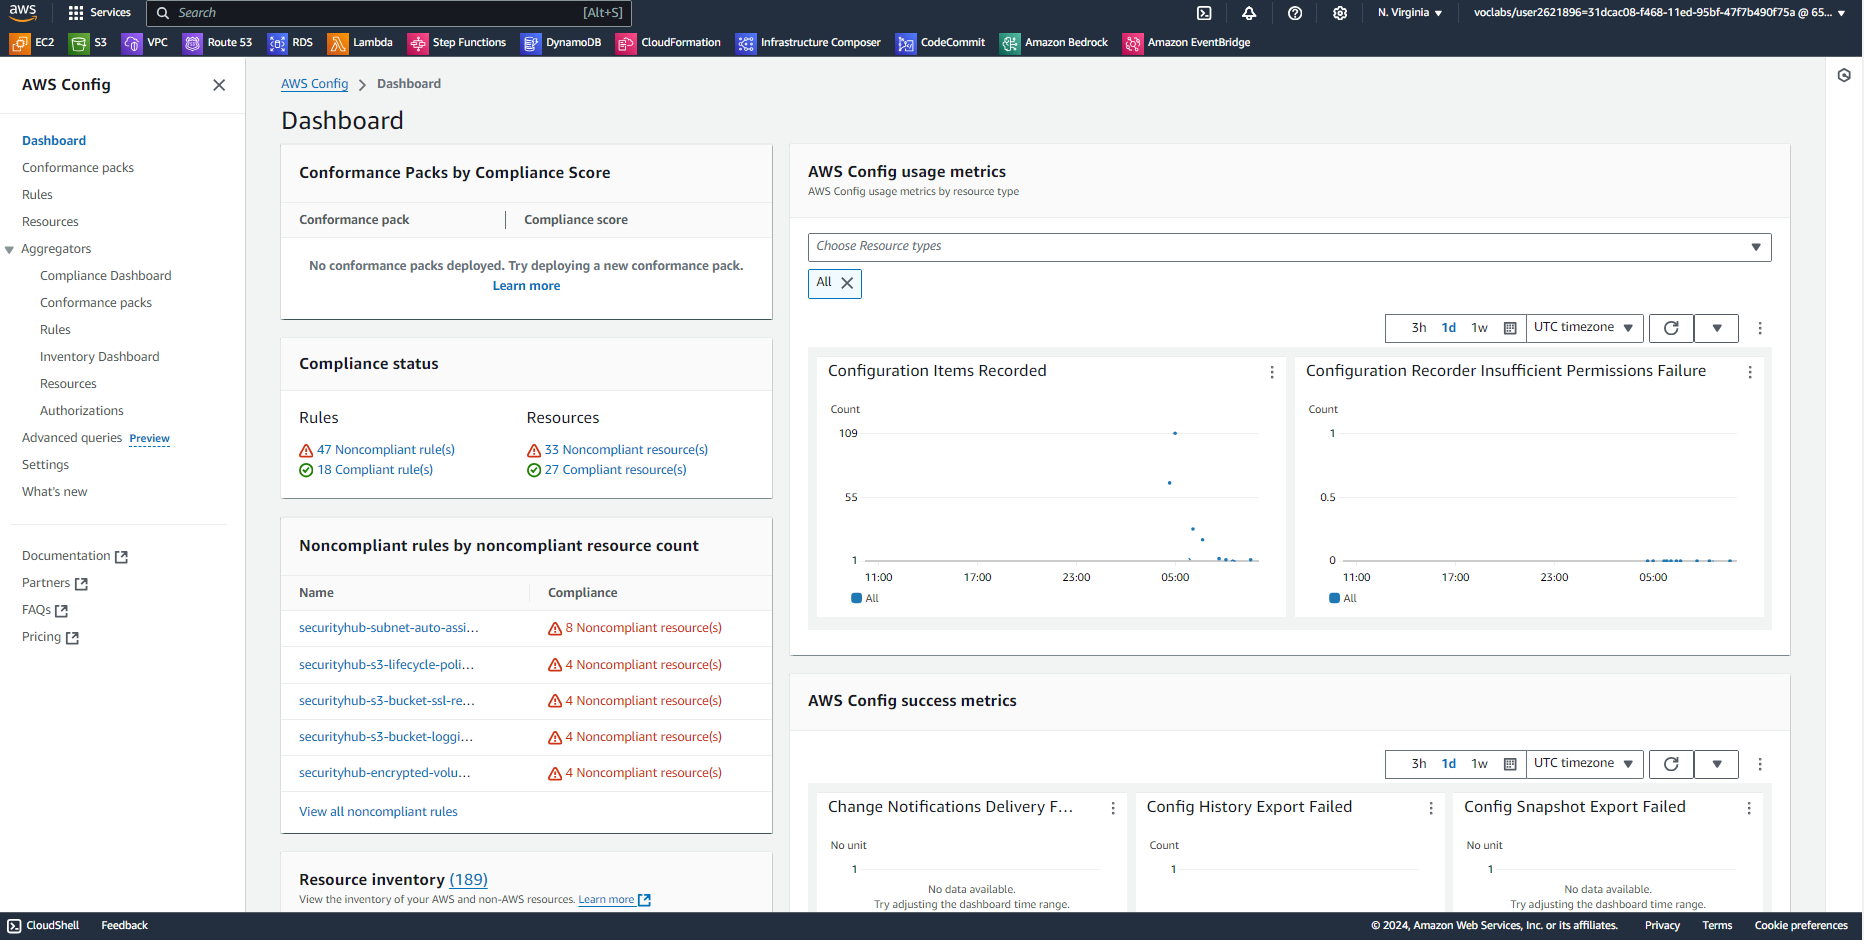 aws
Services
Search
[Alt+S]
N. Virginia
voclabs/user2621896=31dcac08-f468-11ed-95bf-47f7b490f75a @ 65...
EC2
S3
VPC
Route 53
RDS
Lambda
Step Functions
DynamoDB
CloudFormation
Infrastructure Composer
CodeCommit
Amazon Bedrock
Amazon EventBridge
AWS Config
Dashboard
Conformance packs
Rules
Resources
Aggregators
Compliance Dashboard
Conformance packs
Rules
Inventory Dashboard
Resources
Authorizations
Advanced queries Preview
Settings
What's new
Documentation
Partners
FAQs
Pricing
AWS Config > Dashboard
Dashboard
Conformance Packs by Compliance Score
Conformance pack
Compliance score
No conformance packs deployed. Try deploying a new conformance pack.
Learn more
Compliance status
Rules
47 Noncompliant rule(s)
18 Compliant rule(s)
Resources
33 Noncompliant resource(s)
27 Compliant resource(s)
Noncompliant rules by noncompliant resource count
Name
Compliance
securityhub-subnet-auto-assi...
8 Noncompliant resource(s)
securityhub-s3-lifecycle-poli...
4 Noncompliant resource(s)
securityhub-s3-bucket-ssl-re...
4 Noncompliant resource(s)
securityhub-s3-bucket-loggi...
4 Noncompliant resource(s)
securityhub-encrypted-volu...
4 Noncompliant resource(s)
View all noncompliant rules
Resource inventory (189)
View the inventory of your AWS and non-AWS resources. Learn more
AWS Config usage metrics
AWS Config usage metrics by resource type
Choose Resource types
All
3h 1d 1w UTC timezone
Configuration Items Recorded
Count
109
55
1
11:00 17:00 23:00 05:00
All
Configuration Recorder Insufficient Permissions Failure
Count
1
0.5
0
11:00 17:00 23:00 05:00
All
AWS Config success metrics
3h 1d 1w UTC timezone
Change Notifications Delivery F...
No unit
1
No data available.
Try adjusting the dashboard time range.
Config History Export Failed
Count
1
Config Snapshot Export Failed
No unit
1
No data available.
Try adjusting the dashboard time range.
CloudShell
Feedback
© 2024, Amazon Web Services, Inc. or its affiliates.
Privacy
Terms
Cookie preferences